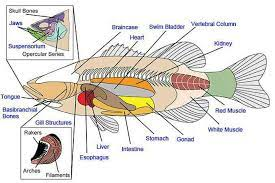 Skull Bones
Jaws
Suspensorium
Opercular Series
Braincase
Heart
Swim Bladder
Vertebral Column
Kidney
Tongue
Basibranchial
Bones
Gill Structures
Rakers
Arches
Filaments
Liver
Esophagus
Intestine
Stomach
Gonad
White Muscle
Red Muscle